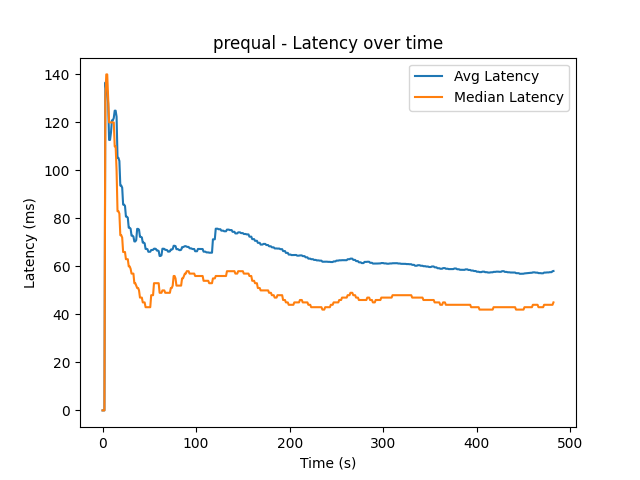 prequal - Latency over time
Avg Latency
Median Latency
Latency (ms)
140
120
100
80
60
40
20
0
0 100 200 300 400 500
Time (s)